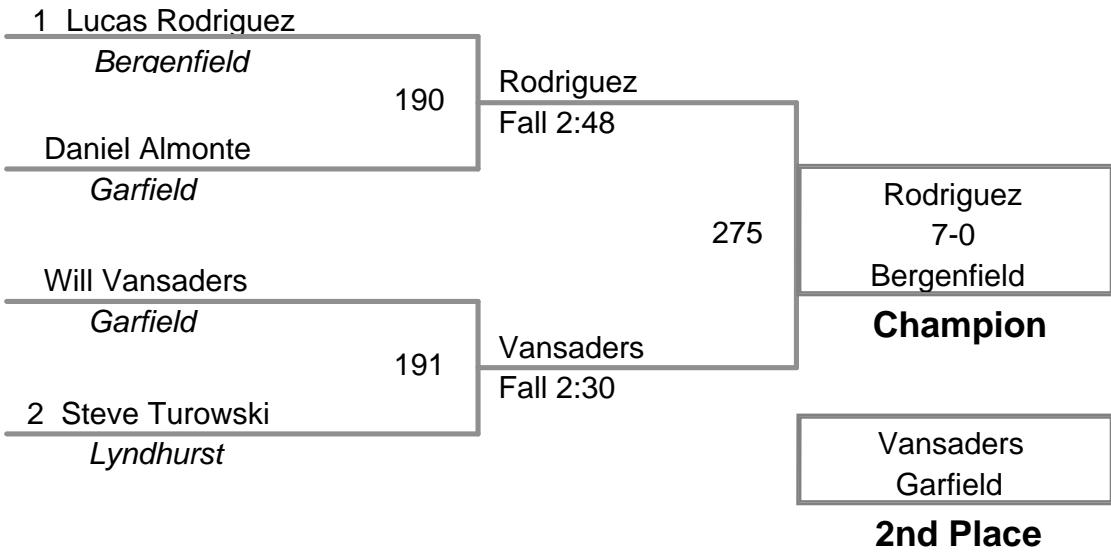 1 Lucas Rodriguez
Bergenfield
190
Rodriguez
Fall 2:48
Daniel Almonte
Garfield
275
Rodriguez
7-0
Bergenfield
Champion
Will Vansaders
Garfield
191
Vansaders
Fall 2:30
2 Steve Turowski
Lyndhurst
Vansaders
Garfield
2nd Place